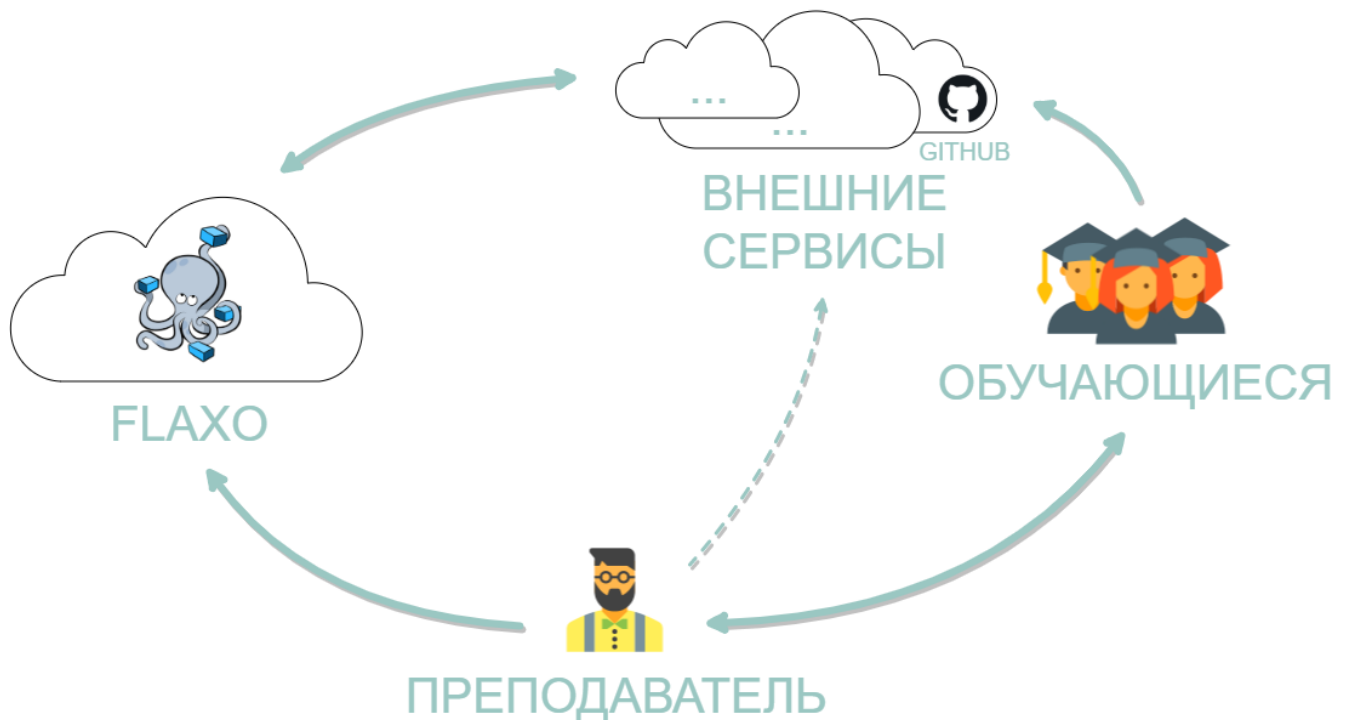 ...
...
GITHUB
ВНЕШНИЕ
СЕРВИСЫ
ОБУЧАЮЩИЕСЯ
FLAXO
ПРЕПОДАВАТЕЛЬ